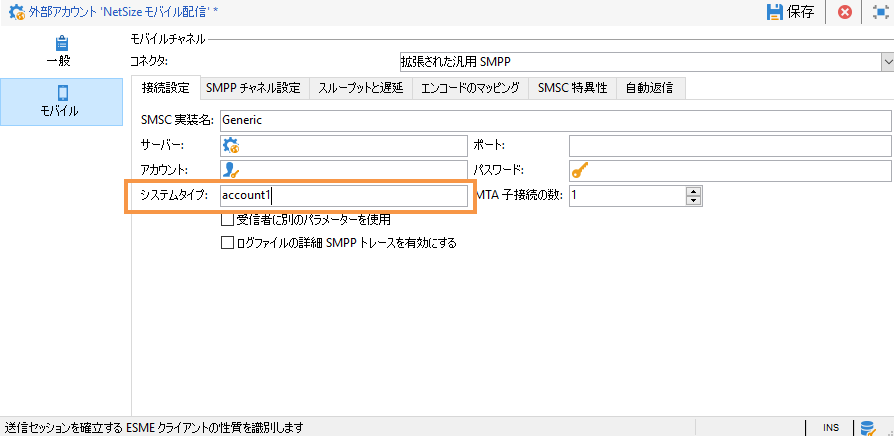 外部アカウント 'NetSize モバイル配信' *
保存
一般
モバイル
モバイルチャネル
コネクタ: 拡張された汎用 SMPP
接続設定 SMPP チャネル設定 スループットと遅延 エンコードのマッピング SMSC 特異性 自動返信
SMSC 実装名: Generic
サーバー: ポート:
アカウント: パスワード:
システムタイプ: account1 MTA 子接続の数: 1
受信者に別のパラメーターを使用
ログファイルの詳細 SMPP トレースを有効にする
送信セッションを確立する ESME クライアントの性質を識別します INS